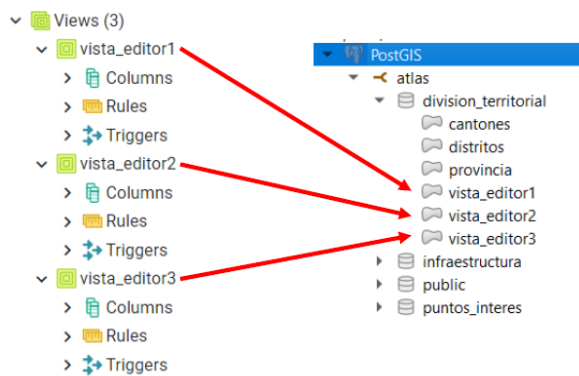 Views (3)
vista_editor1
Columns
Rules
Triggers
vista_editor2
Columns
Rules
Triggers
vista_editor3
Columns
Rules
Triggers
PostGIS
atlas
division_territorial
cantones
distritos
provincia
vista_editor1
vista_editor2
vista_editor3
infraestructura
public
puntos_interes